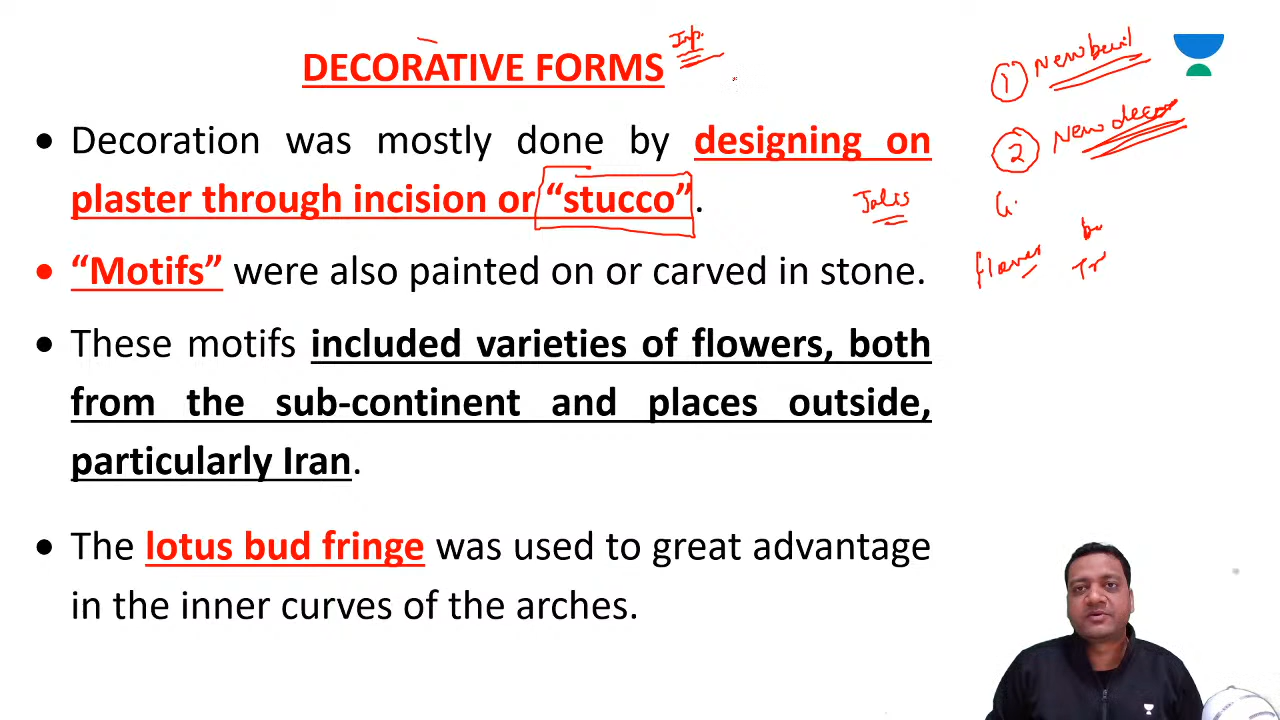 DECORATIVE FORMS
Imp.
① New buil
② New deco
• Decoration was mostly done by designing on
plaster through incision or “stucco”.
Jalis
flower
Tr
• “Motifs” were also painted on or carved in stone.
• These motifs included varieties of flowers, both
from the sub-continent and places outside,
particularly Iran.
• The lotus bud fringe was used to great advantage
in the inner curves of the arches.